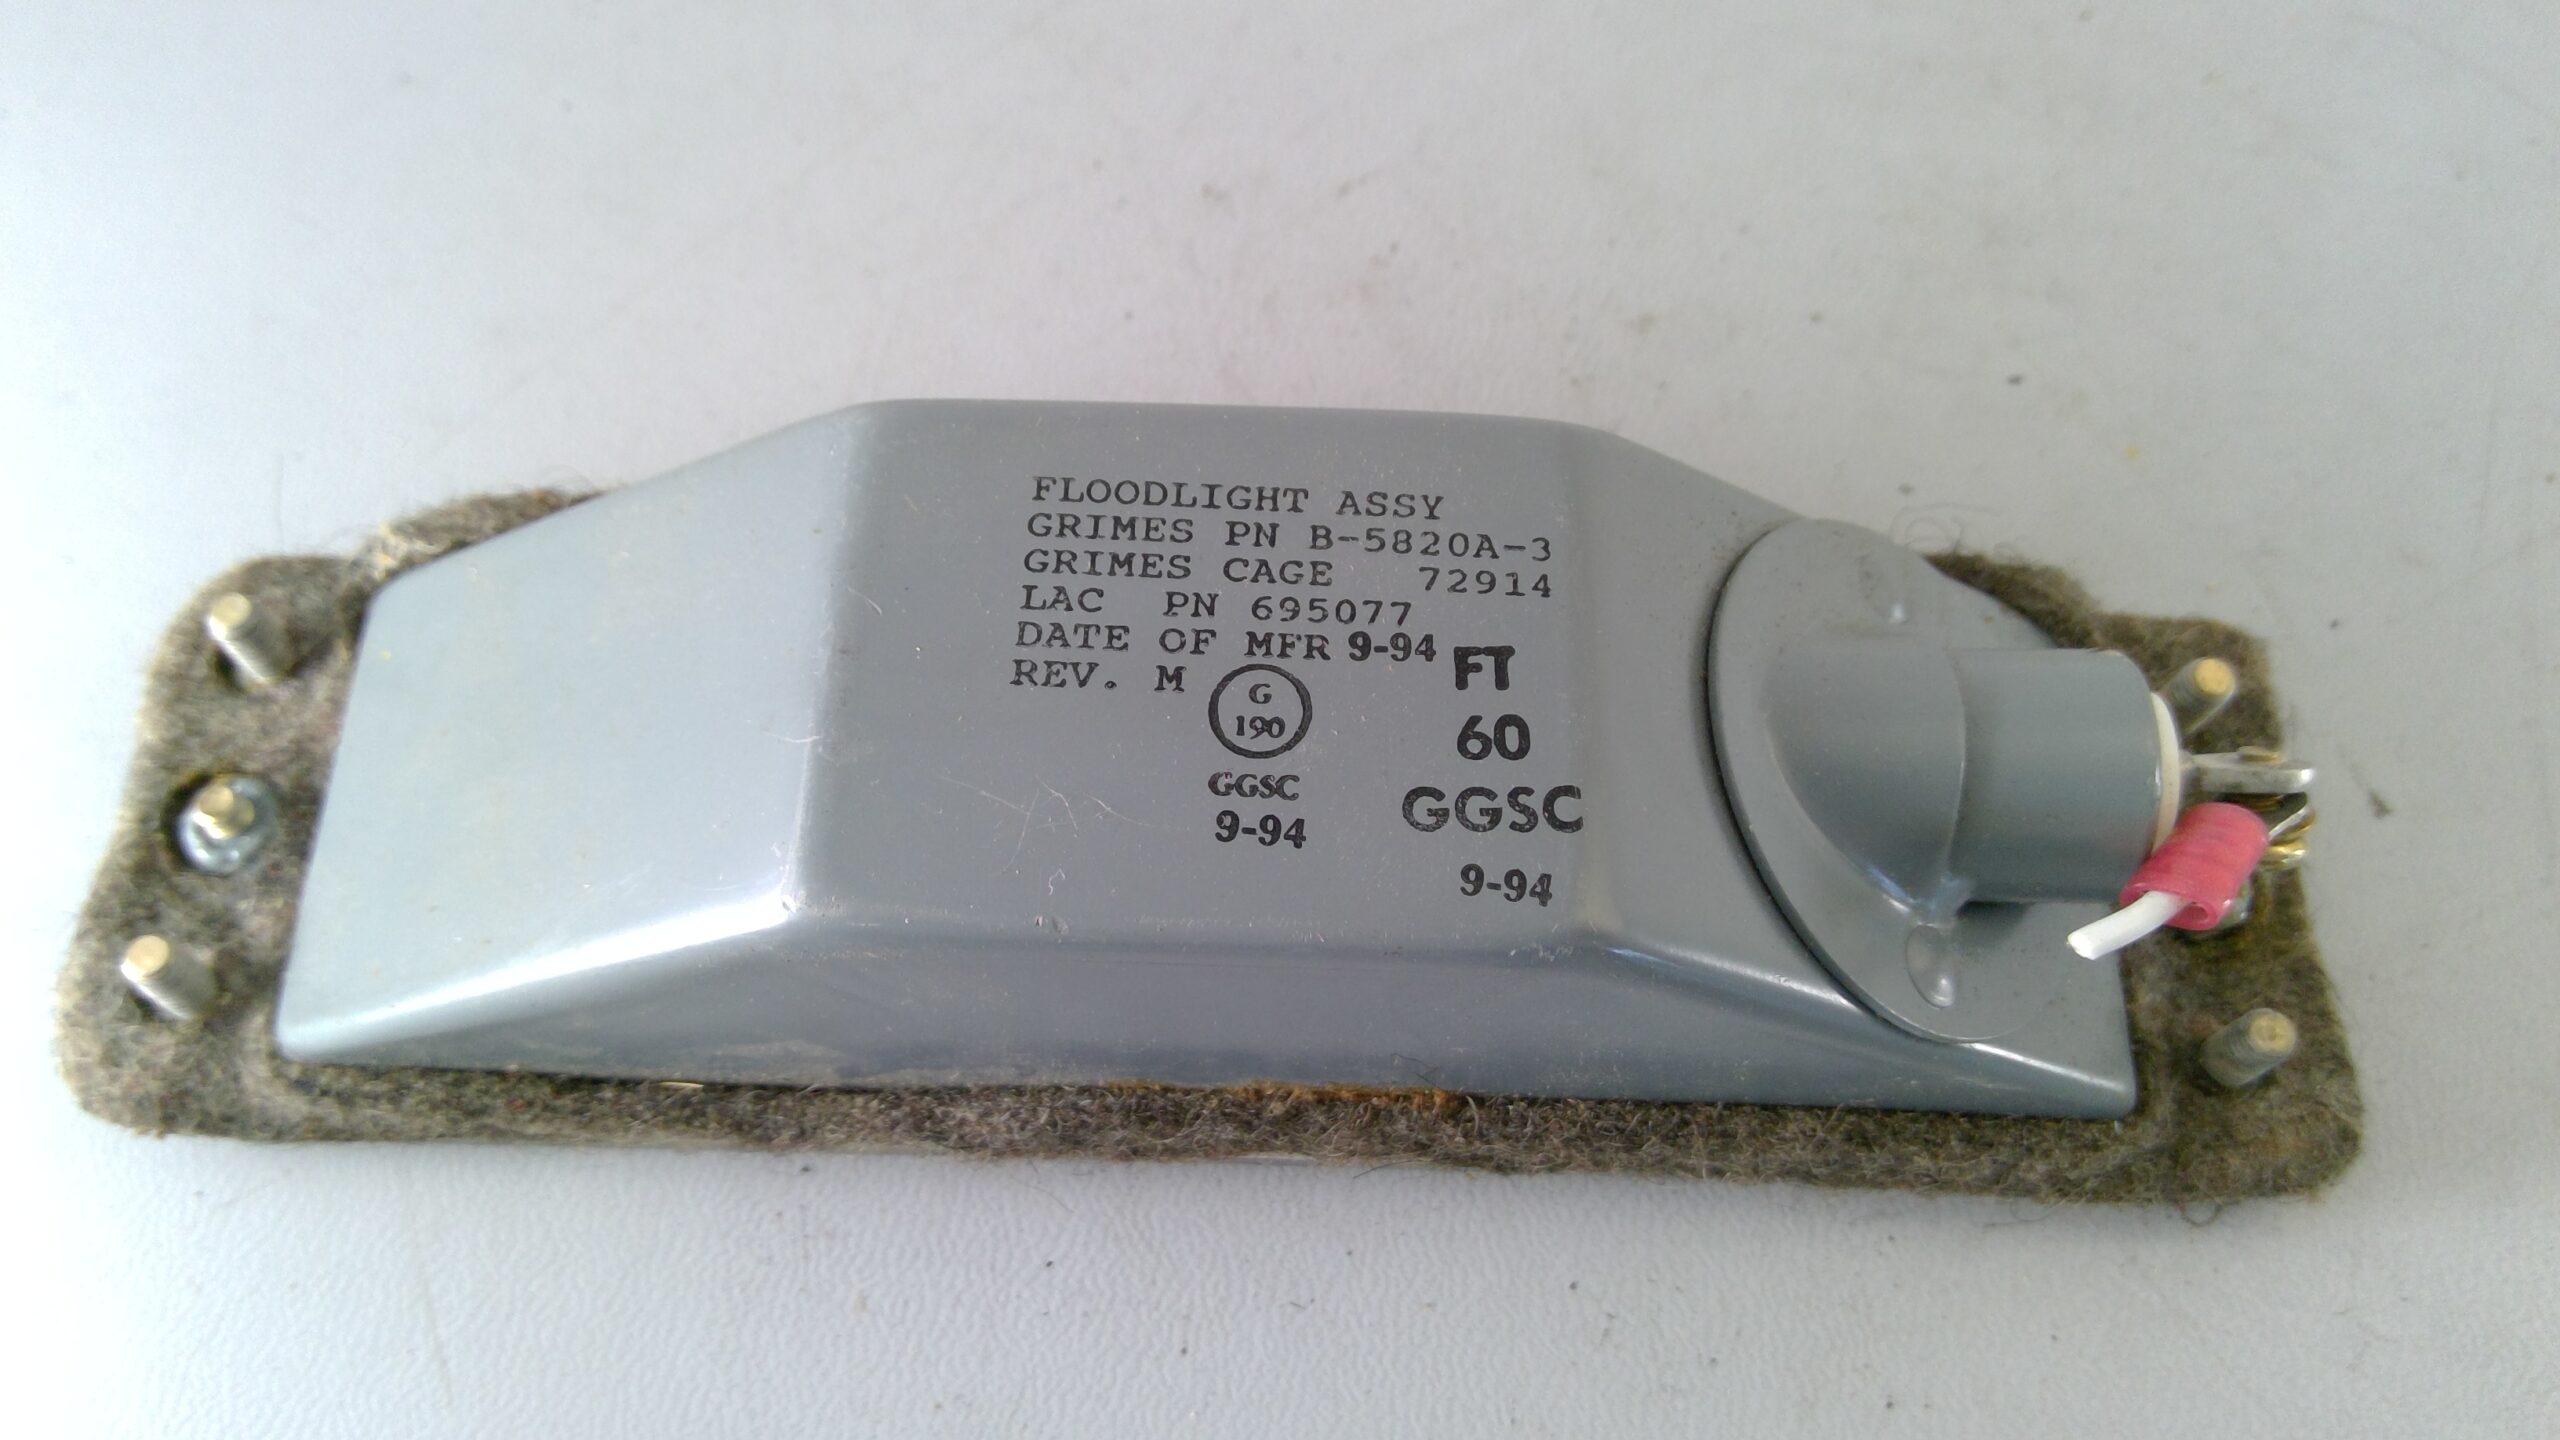 FLOODLIGHT ASSY
GRIMES PN B-5820A-3
GRIMES CAGE 72914
LAC PN 695077
DATE OF MFR 9-94
REV. M
G
190
GGSC
9-94
FT
60
GGSC
9-94